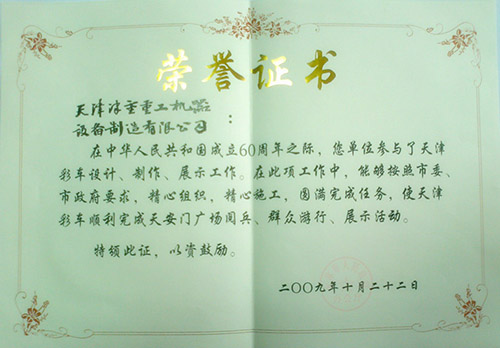 荣誉证书
天津津重重工机器
设备制造有限公司：
在中华人民共和国成立60周年之际，您单位参与了天津
彩车设计、制作、展示工作。在此项工作中，能够按照市委、
市政府要求，精心组织，精心施工，圆满完成任务，使天津
彩车顺利完成天安门广场阅兵、群众游行、展示活动。
特颁此证，以资鼓励。
二〇〇九年十月二十二日